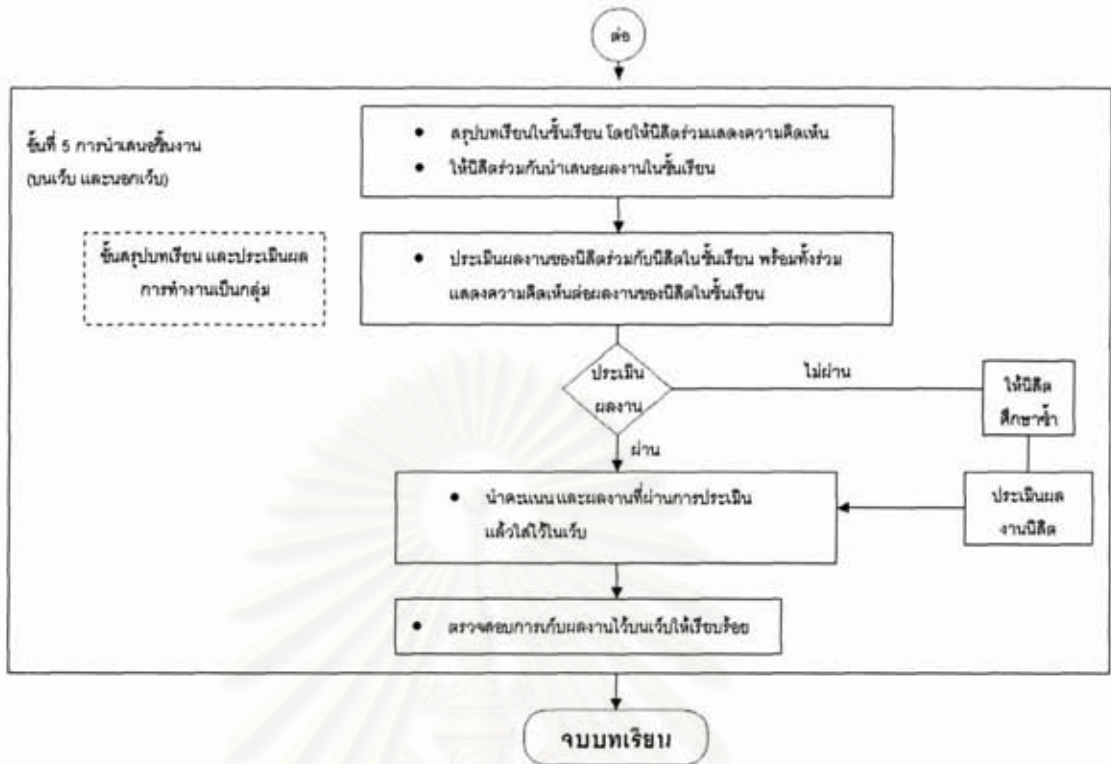 ต่อ
ขั้นที่ 5 การนำเสนอชิ้นงาน
(บนเว็บ และนอกเว็บ)
● สรุปบทเรียนในชั้นเรียน โดยให้นิสิตร่วมแสดงความคิดเห็น
● ให้นิสิตร่วมกันนำเสนอผลงานในชั้นเรียน
ขั้นสรุปบทเรียน และประเมินผล
การทำงานเป็นกลุ่ม
● ประเมินผลงานของนิสิตร่วมกับนิสิตในชั้นเรียน พร้อมทั้งร่วม
แสดงความคิดเห็นต่อผลงานของนิสิตในชั้นเรียน
ประเมิน
ผลงาน
ไม่ผ่าน
ให้นิสิต
ศึกษาซ้ำ
ผ่าน
● นำคะแนน และผลงานที่ผ่านการประเมิน
แล้วใส่ไว้ในเว็บ
ประเมินผล
งานนิสิต
● ตรวจสอบการเก็บผลงานไว้บนเว็บให้เรียบร้อย
จบบทเรียน